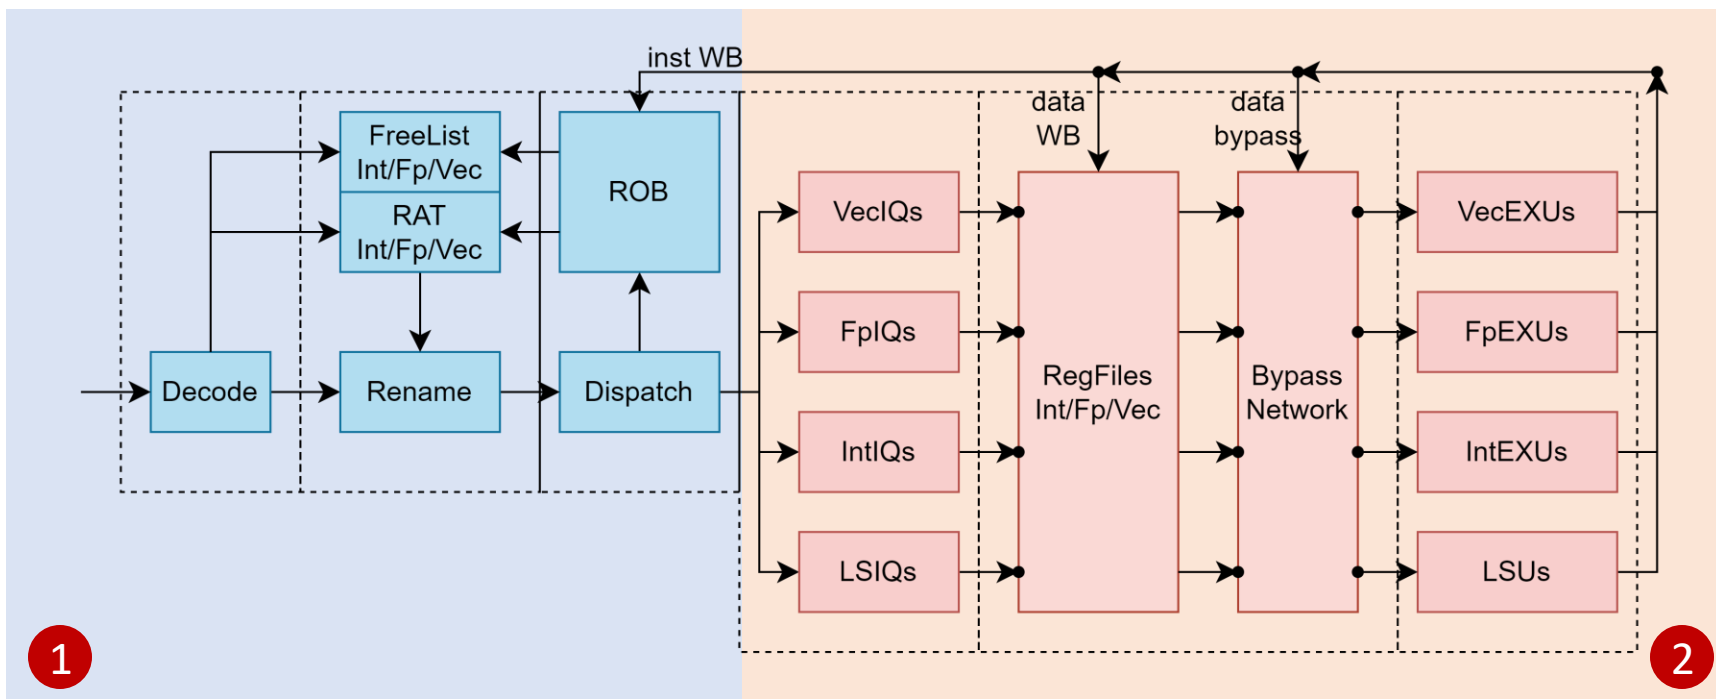 inst WB
data
WB
data
bypass
FreeList
Int/Fp/Vec
RAT
Int/Fp/Vec
ROB
Decode
Rename
Dispatch
VecIQs
FpIQs
IntIQs
LSIQs
RegFiles
Int/Fp/Vec
Bypass
Network
VecEXUs
FpEXUs
IntEXUs
LSUs
1
2